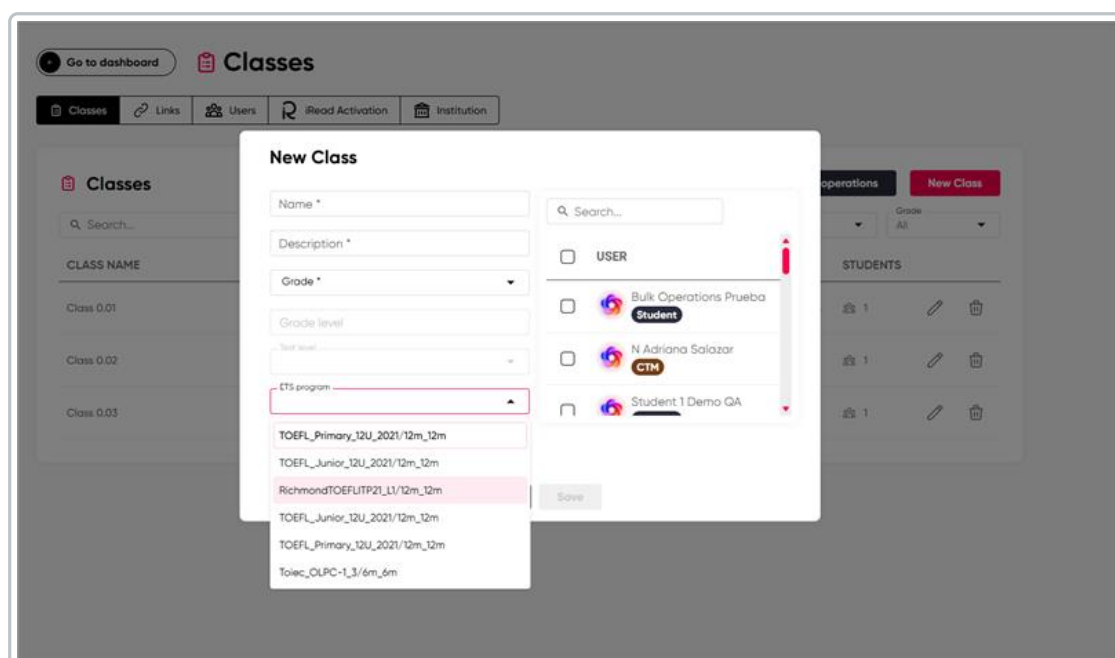 Go to dashboard
Classes
Classes
Links
Users
iRead Activation
Institution
Classes
operations
New Class
Search...
Grade
All
CLASS NAME
STUDENTS
Class 0.01
1
Class 0.02
1
Class 0.03
1
New Class
Name *
Description *
Grade *
Grade level
Test level
ETS program
TOEFL_Primary_12U_2021/12m_12m
TOEFL_Junior_12U_2021/12m_12m
RichmondTOEFLITP21_L1/12m_12m
TOEFL_Junior_12U_2021/12m_12m
TOEFL_Primary_12U_2021/12m_12m
Toiec_OLPC-1_3/6m_6m
Search...
USER
Bulk Operations Prueba
Student
N Adriana Salazar
CTM
Student 1 Demo QA
Save